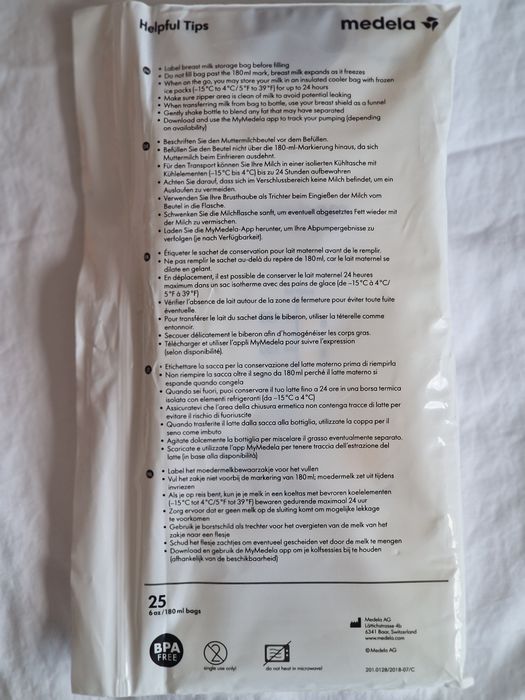 Helpful Tips
medela
• Label breast milk storage bag before filling
• Do not fill bag past the 180ml mark, breast milk expands as it freezes
• When on the go, you may store your milk in an insulated cooler bag with frozen
ice packs (-15°C to 4°C/5°F to 39°F) for up to 24 hours
• Make sure zipper area is clean of milk to avoid potential leaking
• When transferring milk from bag to bottle, use your breast shield as a funnel
• Gently shake bottle to blend any fat that may have separated
• Download and use the MyMedela app to track your pumping (depending
on availability)
• Beschriften Sie den Muttermilchbeutel vor dem Befüllen.
• Befüllen Sie den Beutel nicht über die 180-ml-Markierung hinaus, da sich
Muttermilch beim Einfrieren ausdehnt.
• Für den Transport können Sie Ihre Milch in einer isolierten Kühltasche mit
Kühlelementen (-15°C bis 4°C) bis zu 24 Stunden aufbewahren
• Achten Sie darauf, dass sich im Verschlussbereich keine Milch befindet, um ein
Auslaufen zu vermeiden.
• Verwenden Sie Ihre Brusthaube als Trichter beim Eingießen der Milch vom
Beutel in die Flasche.
• Schwenken Sie die Milchflasche sanft, um eventuell abgesetztes Fett wieder mit
der Milch zu vermischen.
• Laden Sie die MyMedela-App herunter, um Ihre Abpumpergebnisse zu
verfolgen (je nach Verfügbarkeit).
• Étiqueter le sachet de conservation pour lait maternel avant de le remplir.
• Ne pas remplir le sachet au-delà du repère de 180 ml, car le lait maternel se
dilate en gelant.
• En déplacement, il est possible de conserver le lait maternel 24 heures
maximum dans un sac isotherme avec des pains de glace (de -15°C à 4°C/
5°F à 39°F)
• Vérifier l'absence de lait autour de la zone de fermeture pour éviter toute fuite
éventuelle.
• Pour transférer le lait du sachet dans le biberon, utiliser la téterelle comme
entonnoir.
• Secouer délicatement le biberon afin d'homogénéiser les corps gras.
• Télécharger et utiliser l'appli MyMedela pour suivre l'expression
(selon disponibilité).
• Etichettare la sacca per la conservazione del latte materno prima di riempirla
• Non riempire la sacca oltre il segno da 180 ml perché il latte materno si
espande quando congela
• Quando sei fuori, puoi conservare il tuo latte fino a 24 ore in una borsa termica
isolata con elementi refrigeranti (da -15°C a 4°C)
• Assicuratevi che l'area della chiusura ermetica non contenga tracce di latte per
evitare il rischio di fuoriuscite
• Quando trasferite il latte dalla sacca alla bottiglia, utilizzate la coppa per il
seno come imbuto
• Agitate dolcemente la bottiglia per miscelare il grasso eventualmente separato.
• Scaricate e utilizzate l'app MyMedela per tenere traccia dell'estrazione del
latte (in base alla disponibilità)
• Label het moedermelkbewaarzakje voor het vullen
• Vul het zakje niet voorbij de markering van 180 ml; moedermelk zet uit tijdens
invriezen
• Als je op reis bent, kun je je melk in een koeltas met bevroren koelelementen
(-15°C tot 4°C/5°F tot 39°F) bewaren gedurende maximaal 24 uur
• Zorg ervoor dat er geen melk op de sluiting komt om mogelijke lekkage
te voorkomen
• Gebruik je borstschild als trechter voor het overgieten van de melk van het
zakje naar een flesje
• Schud het flesje zachtjes om eventueel gescheiden vet door de melk te mengen
• Download en gebruik de MyMedela app om je kolfsessies bij te houden
(afhankelijk van de beschikbaarheid)
25
6 oz/180 ml bags
BPA
FREE
single use only!
do not heat in microwave!
Medela AG
Lättichstrasse 4b
6341 Baar, Switzerland
www.medela.com
© Medela AG
201.0128/2018-07/C